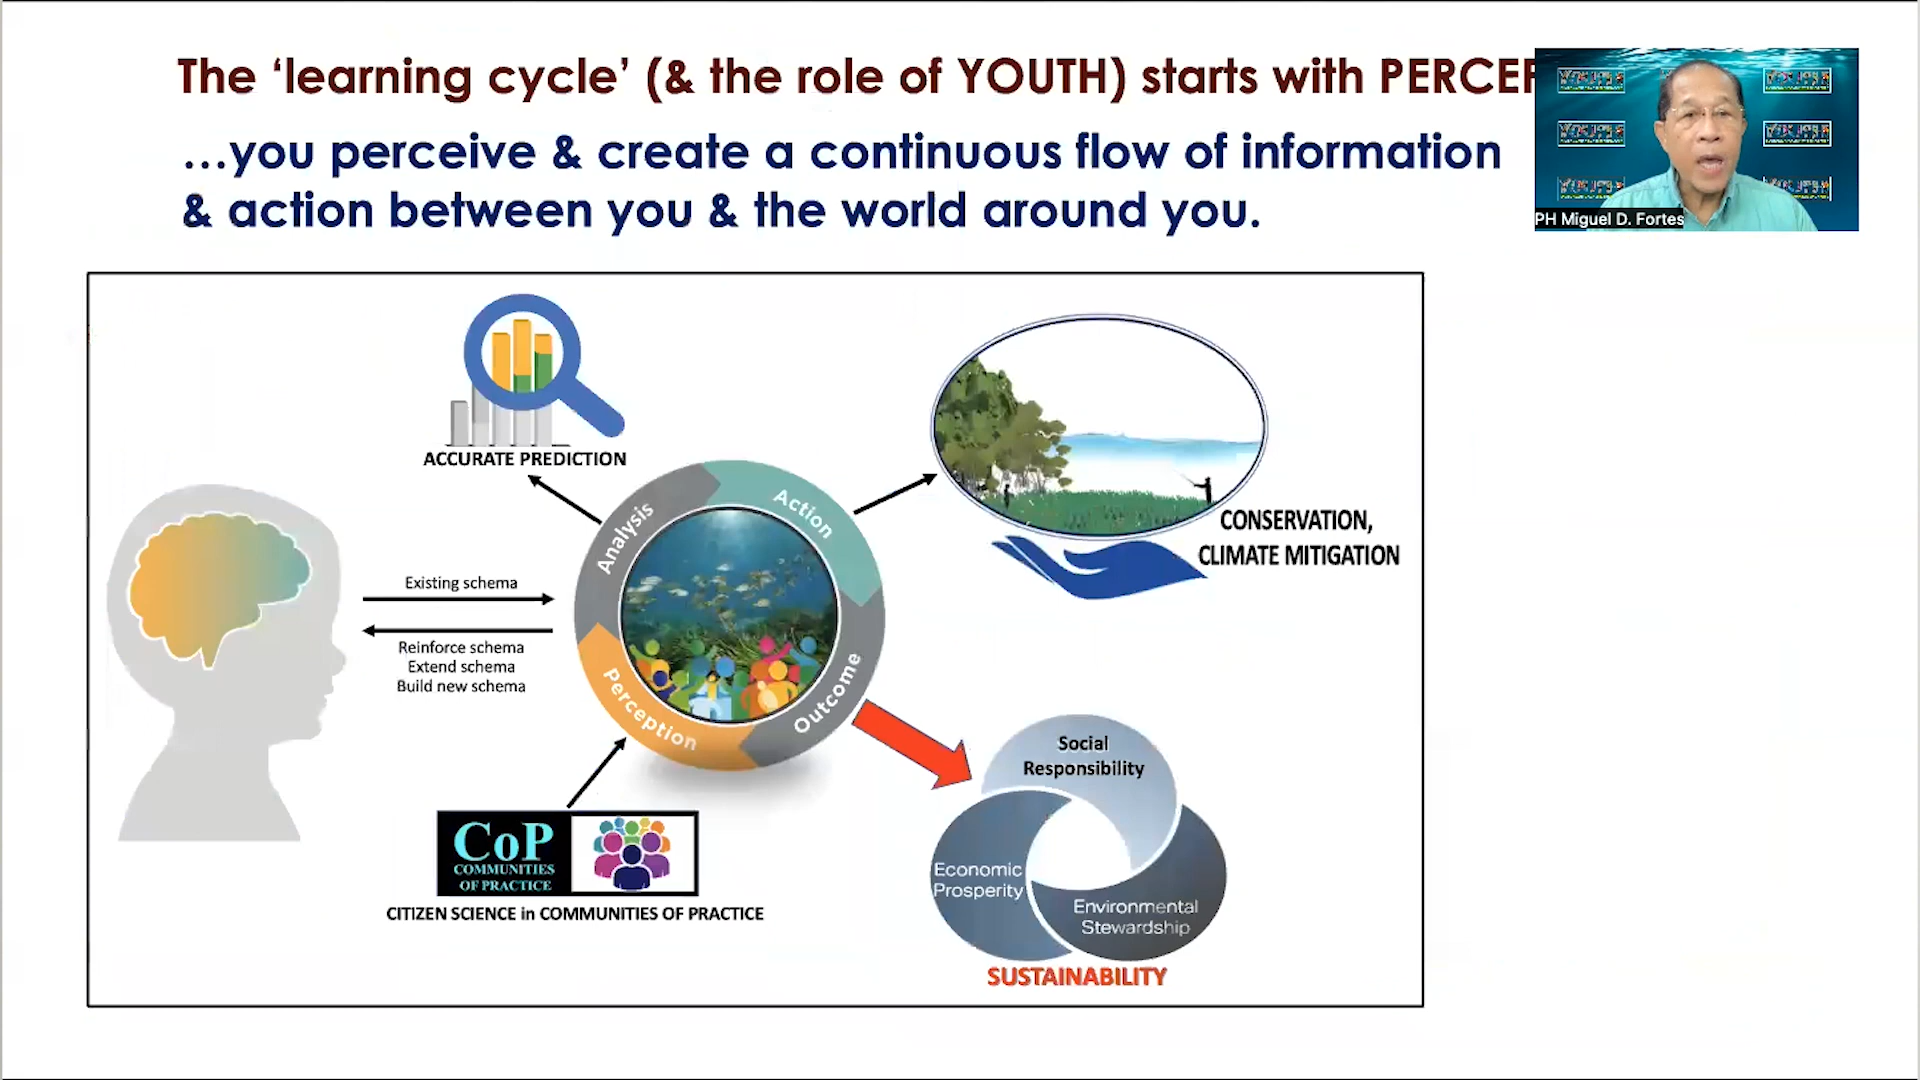 The ‘learning cycle’ (& the role of YOUTH) starts with
…you perceive & create a continuous flow of information
& action between you & the world around you.
PH Miguel D. Fortes
ACCURATE PREDICTION
Analysis
Action
Outcome
Perception
CONSERVATION,
CLIMATE MITIGATION
Existing schema
Reinforce schema
Extend schema
Build new schema
Social
Responsibility
Economic
Prosperity
Environmental
Stewardship
SUSTAINABILITY
CoP
COMMUNITIES
OF PRACTICE
CITIZEN SCIENCE in COMMUNITIES OF PRACTICE